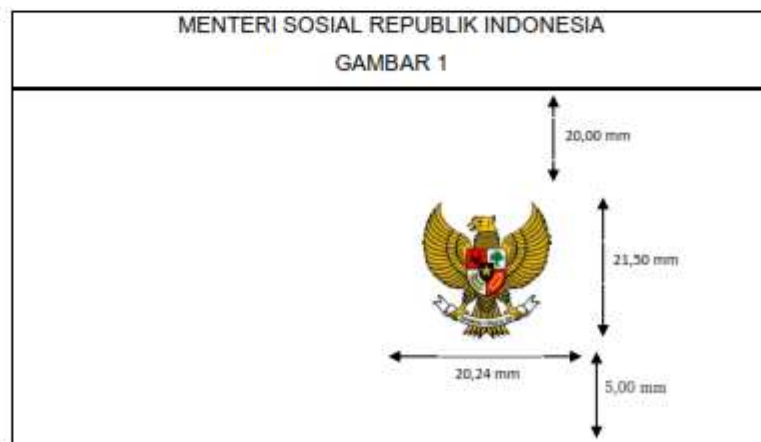 MENTERI SOSIAL REPUBLIK INDONESIA
GAMBAR 1
20,00 mm
21,50 mm
20,24 mm
5,00 mm